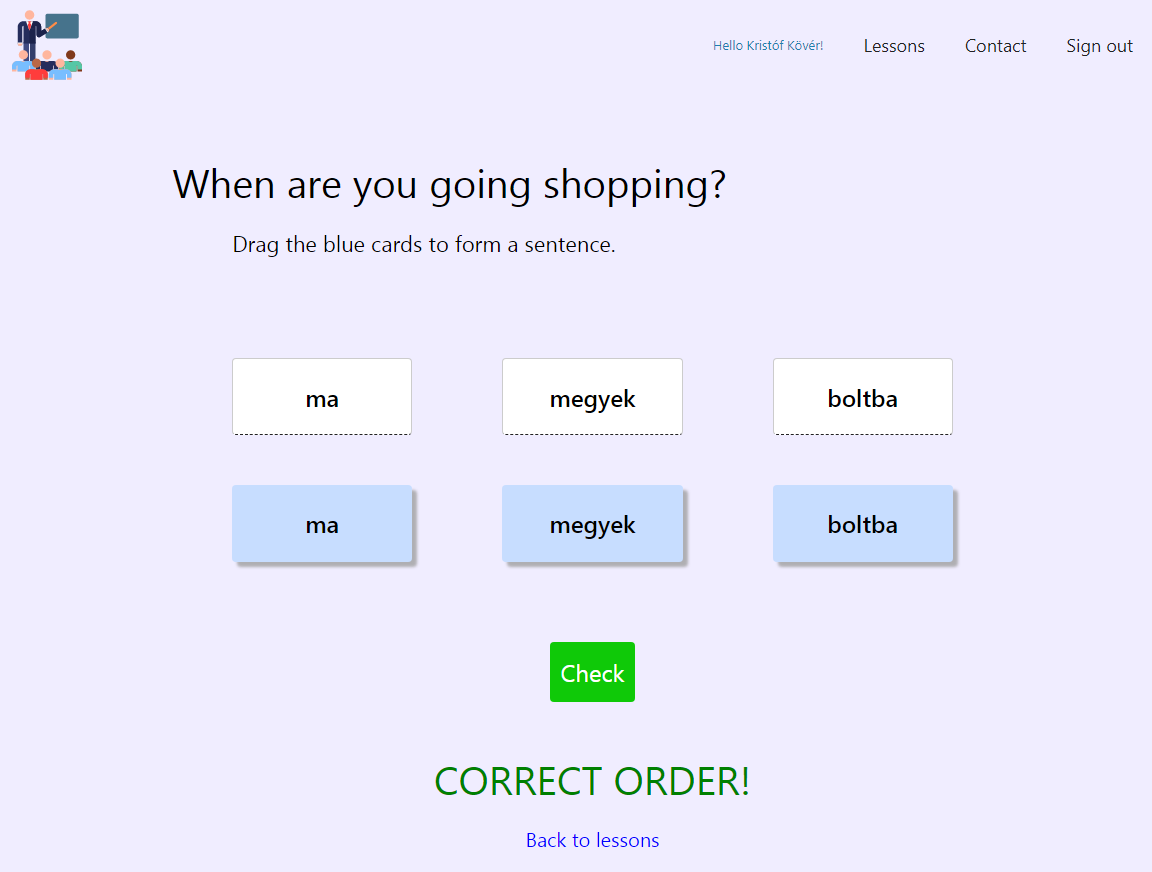 Hello Kristóf Kövér!
Lessons
Contact
Sign out
When are you going shopping?
Drag the blue cards to form a sentence.
ma
megyek
boltba
ma
megyek
boltba
Check
CORRECT ORDER!
Back to lessons